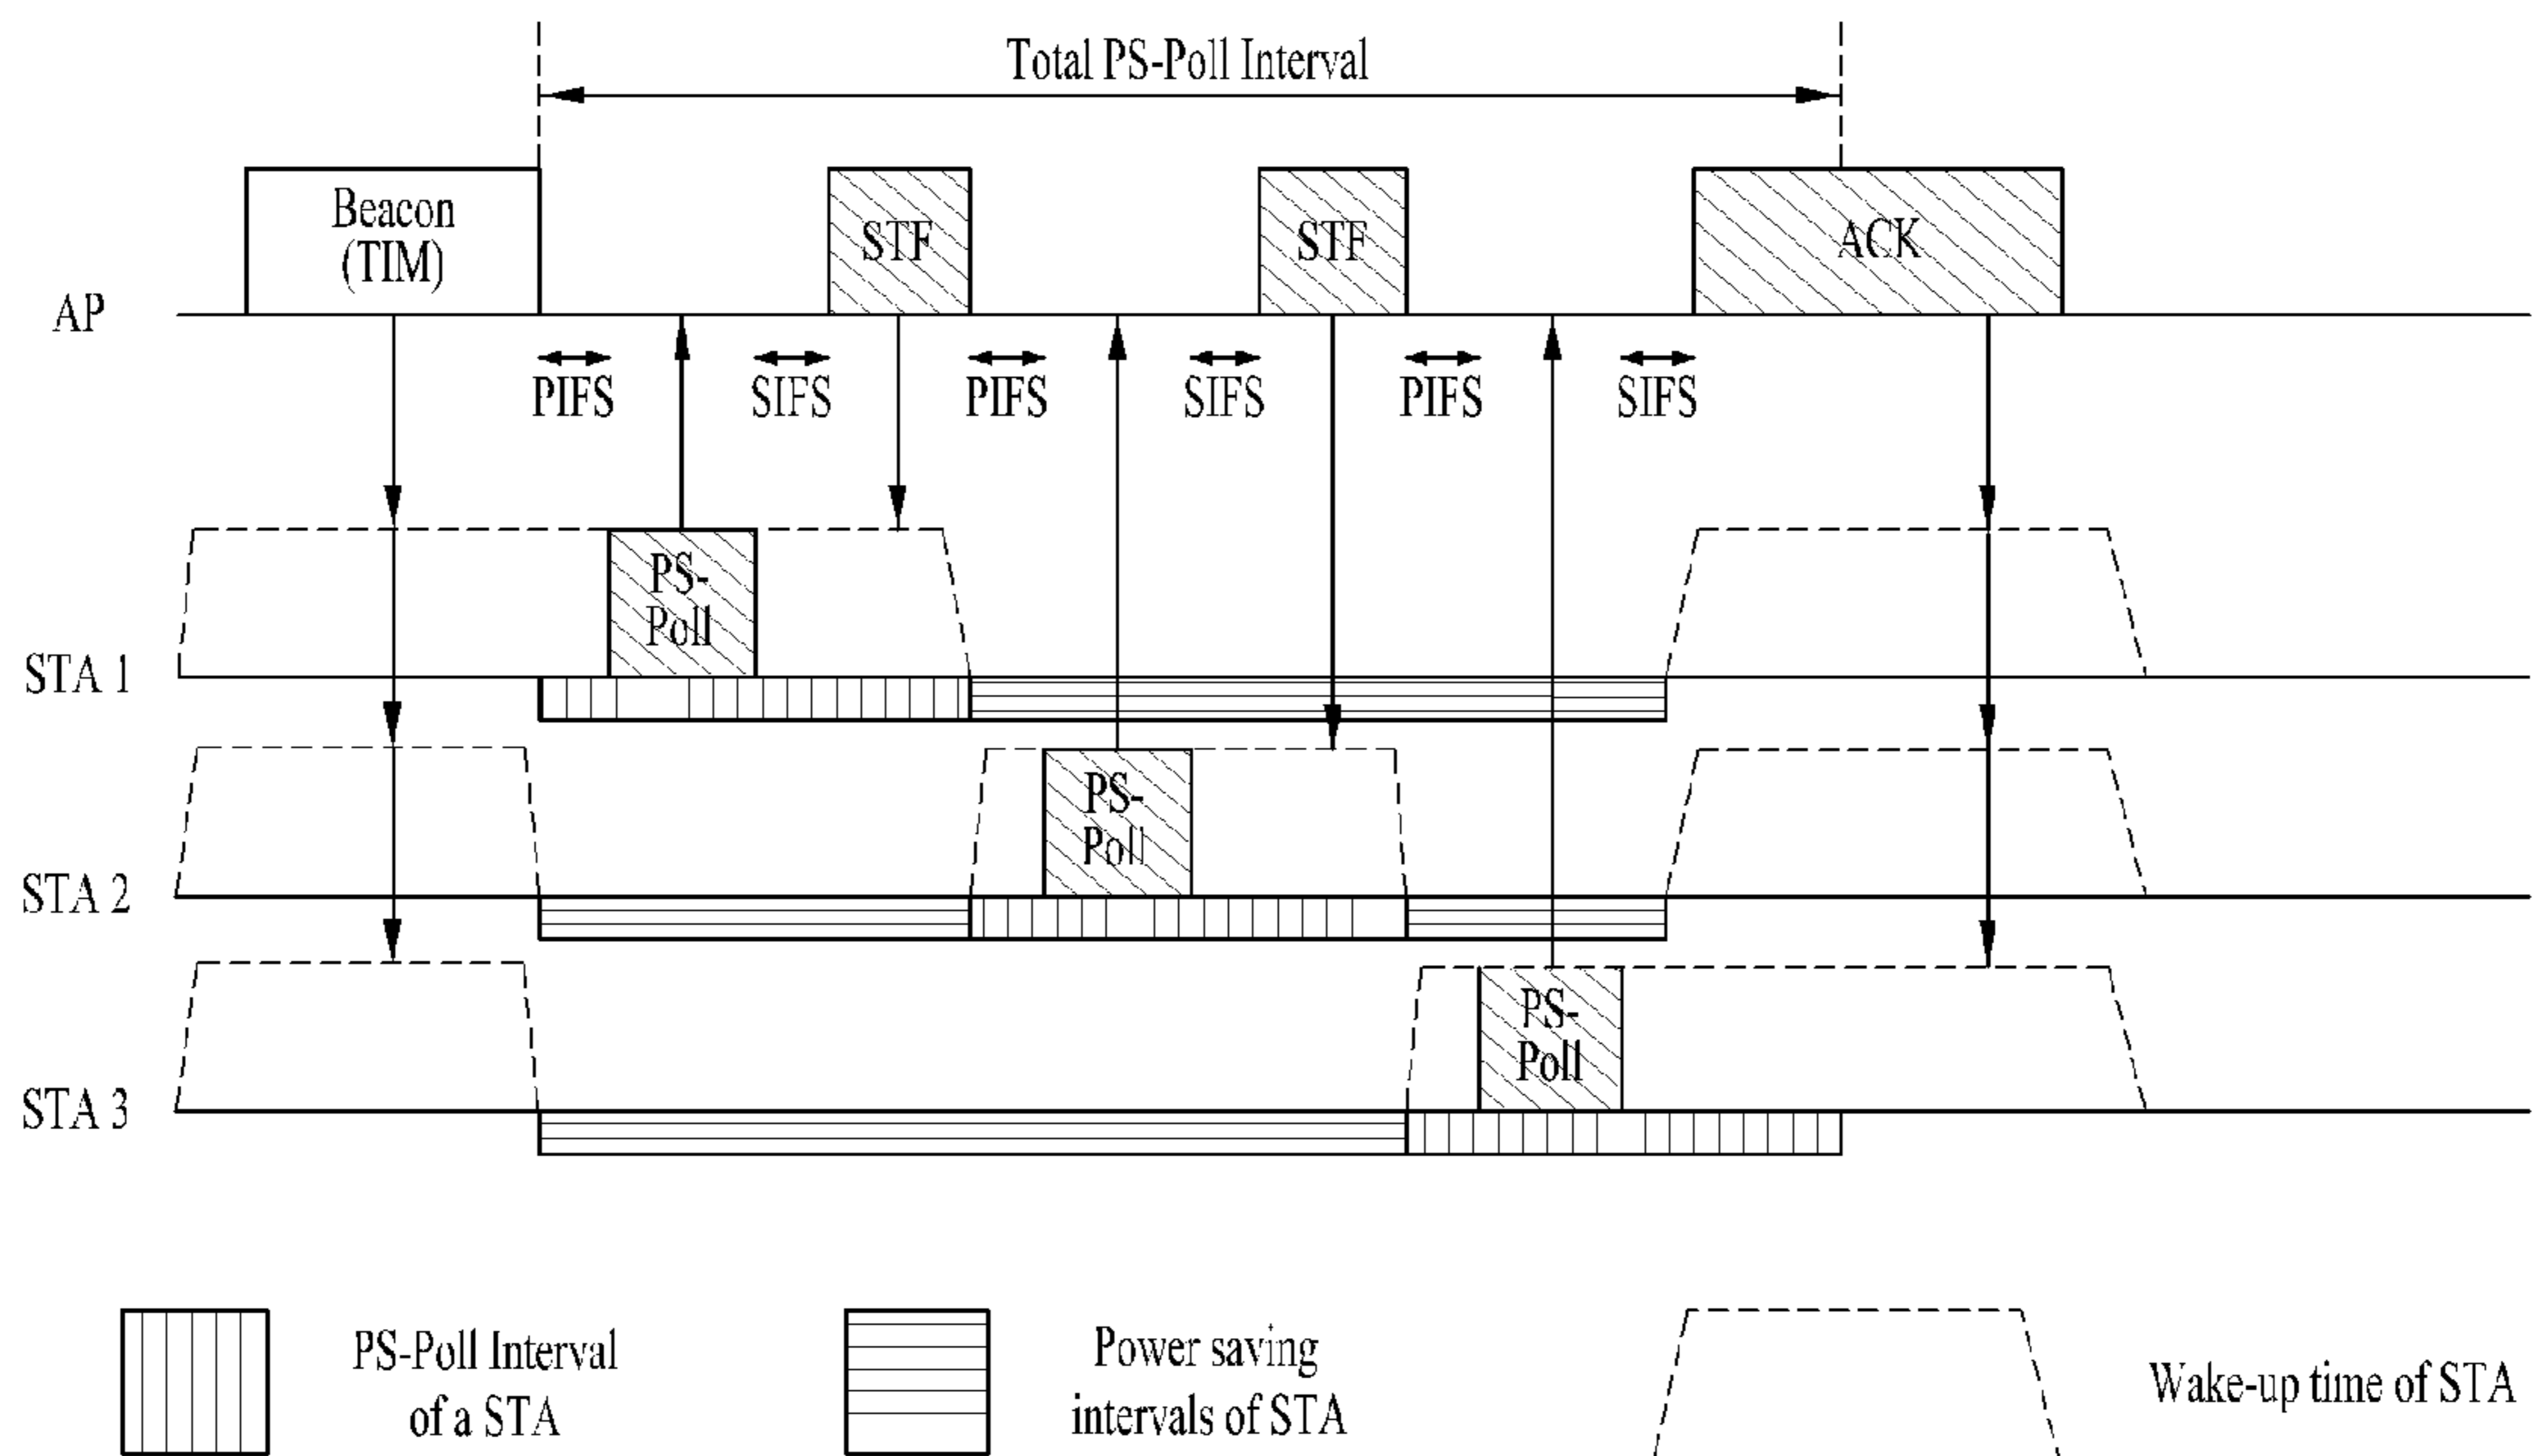 Total PS-Poll Interval
Beacon
(TIM)
STF
STF
ACK
AP
PIFS
SIFS
PIFS
SIFS
PIFS
SIFS
PS-
Poll
STA 1
PS-
Poll
STA 2
PS-
Poll
STA 3
PS-Poll Interval
of a STA
Power saving
intervals of STA
Wake-up time of STA